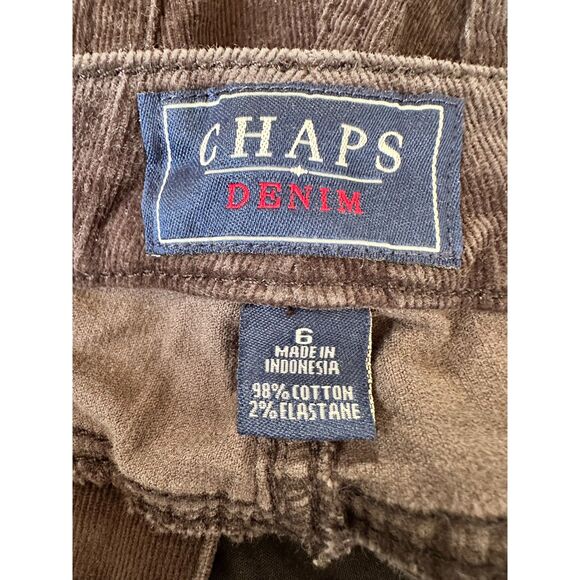 CHAPS
DENIM
6
MADE IN
INDONESIA
98% COTTON
2% ELASTANE